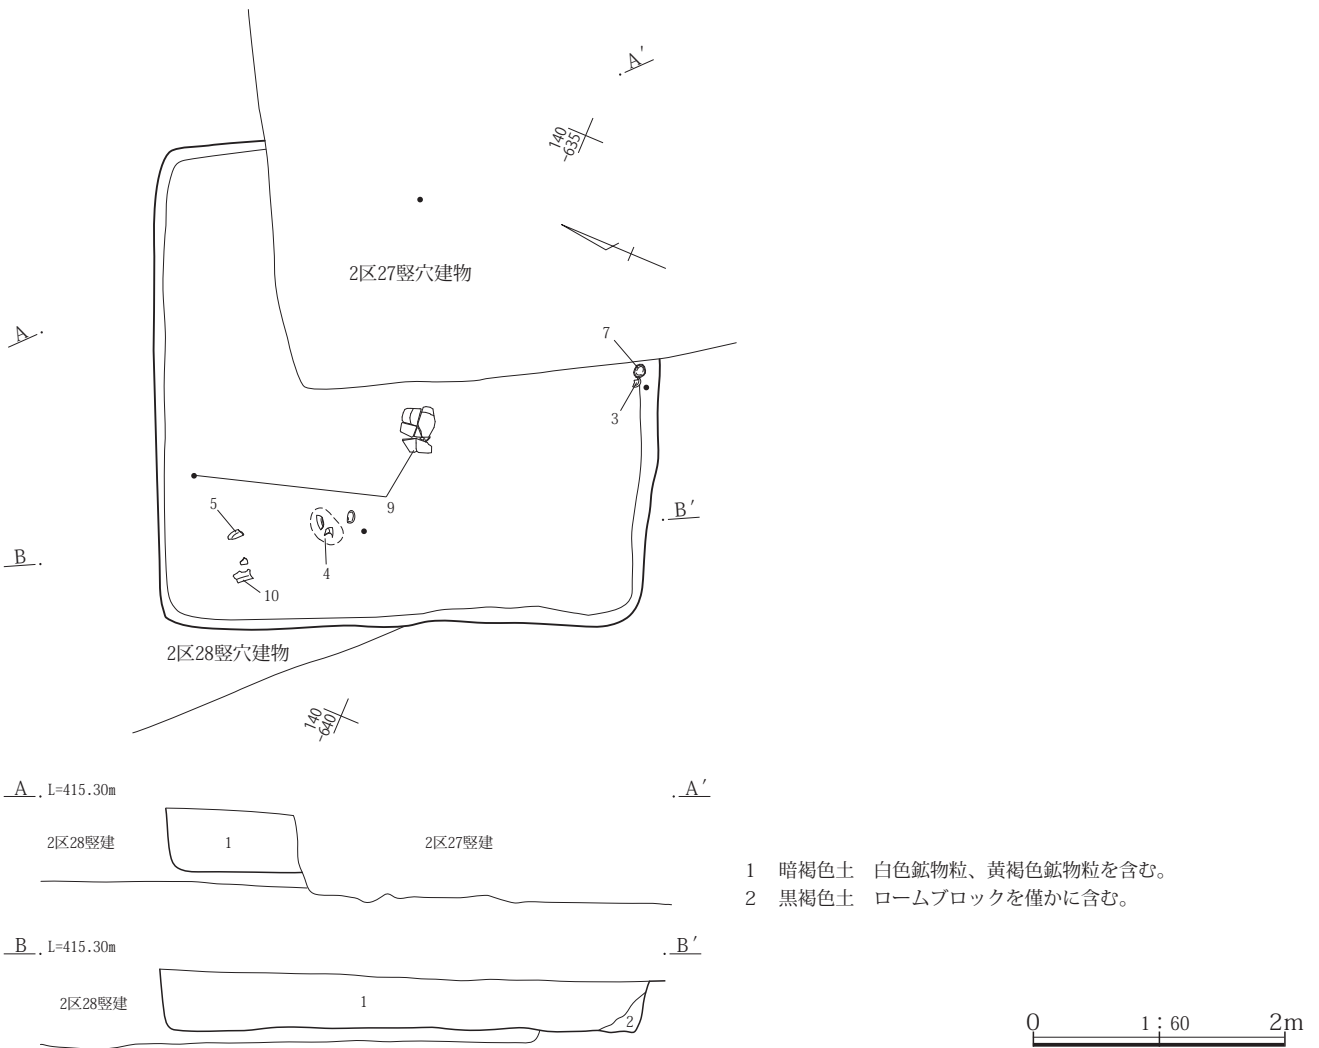 A'
140
-635
2区27竪穴建物
7
A
3
5
9
B'
B
4
10
2区28竪穴建物
140
-640
A L=415.30m A'
2区28竪建 1 2区27竪建
1 暗褐色土 白色鉱物粒、黄褐色鉱物粒を含む。
2 黒褐色土 ロームブロックを僅かに含む。
B L=415.30m B'
2区28竪建 1
2
0 1:60 2m